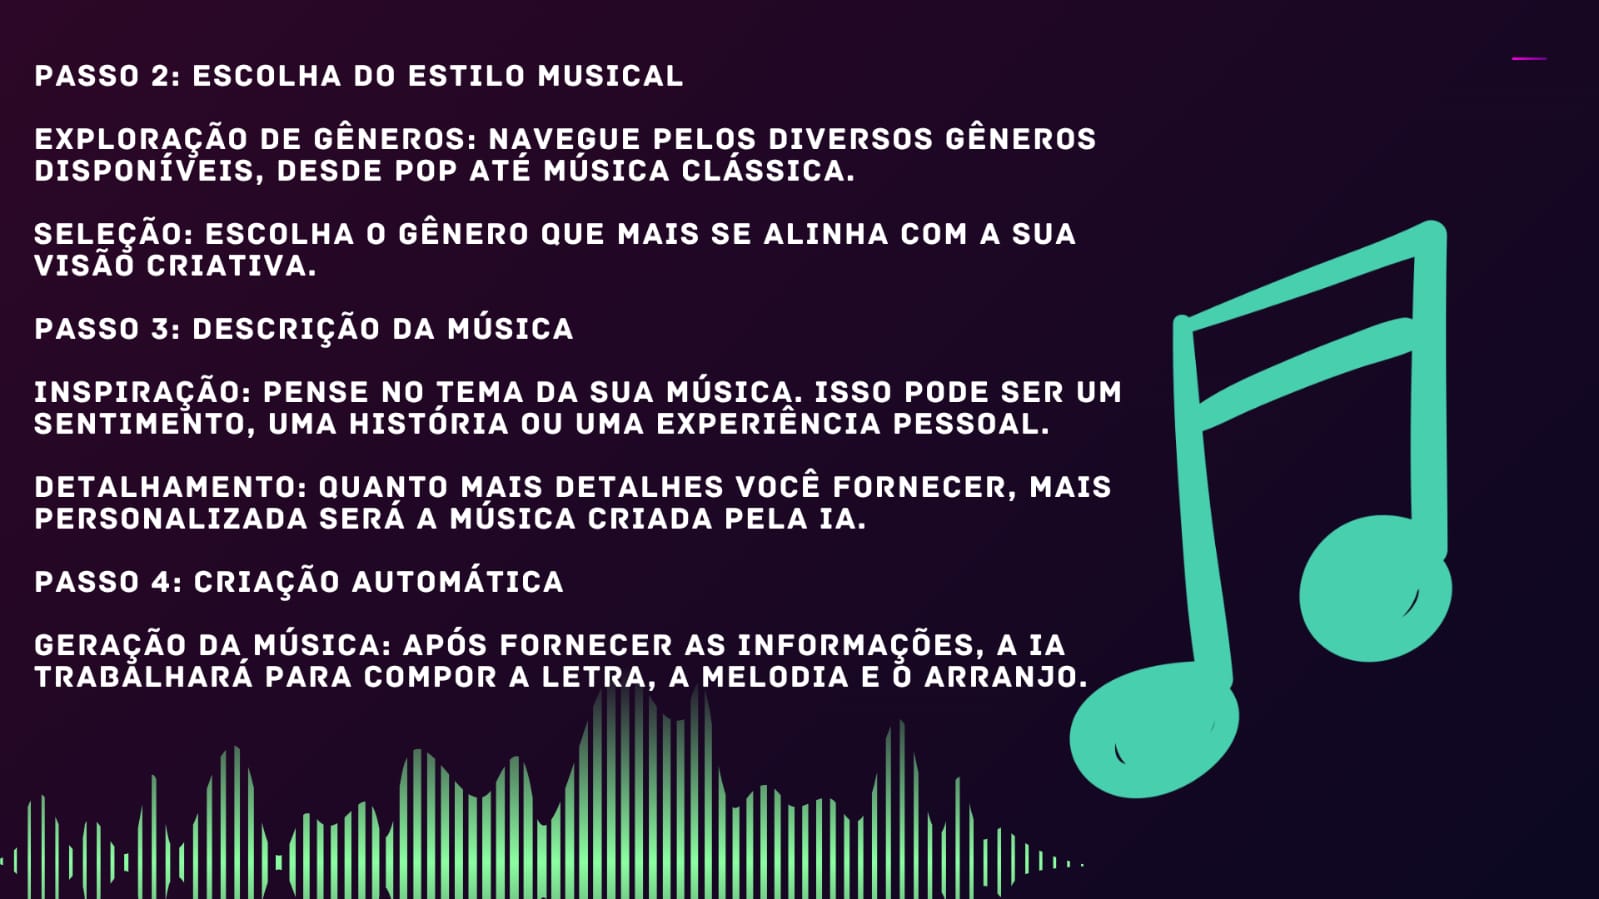 PASSO 2: ESCOLHA DO ESTILO MUSICAL
EXPLORAÇÃO DE GÊNEROS: NAVEGUE PELOS DIVERSOS GÊNEROS
DISPONÍVEIS, DESDE POP ATÉ MÚSICA CLÁSSICA.
SELEÇÃO: ESCOLHA O GÊNERO QUE MAIS SE ALINHA COM A SUA
VISÃO CRIATIVA.
PASSO 3: DESCRIÇÃO DA MÚSICA
INSPIRAÇÃO: PENSE NO TEMA DA SUA MÚSICA. ISSO PODE SER UM
SENTIMENTO, UMA HISTÓRIA OU UMA EXPERIÊNCIA PESSOAL.
DETALHAMENTO: QUANTO MAIS DETALHES VOCÊ FORNECER, MAIS
PERSONALIZADA SERÁ A MÚSICA CRIADA PELA IA.
PASSO 4: CRIAÇÃO AUTOMÁTICA
GERAÇÃO DA MÚSICA: APÓS FORNECER AS INFORMAÇÕES, A IA
TRABALHARÁ PARA COMPOR A LETRA, A MELODIA E O ARRANJO.